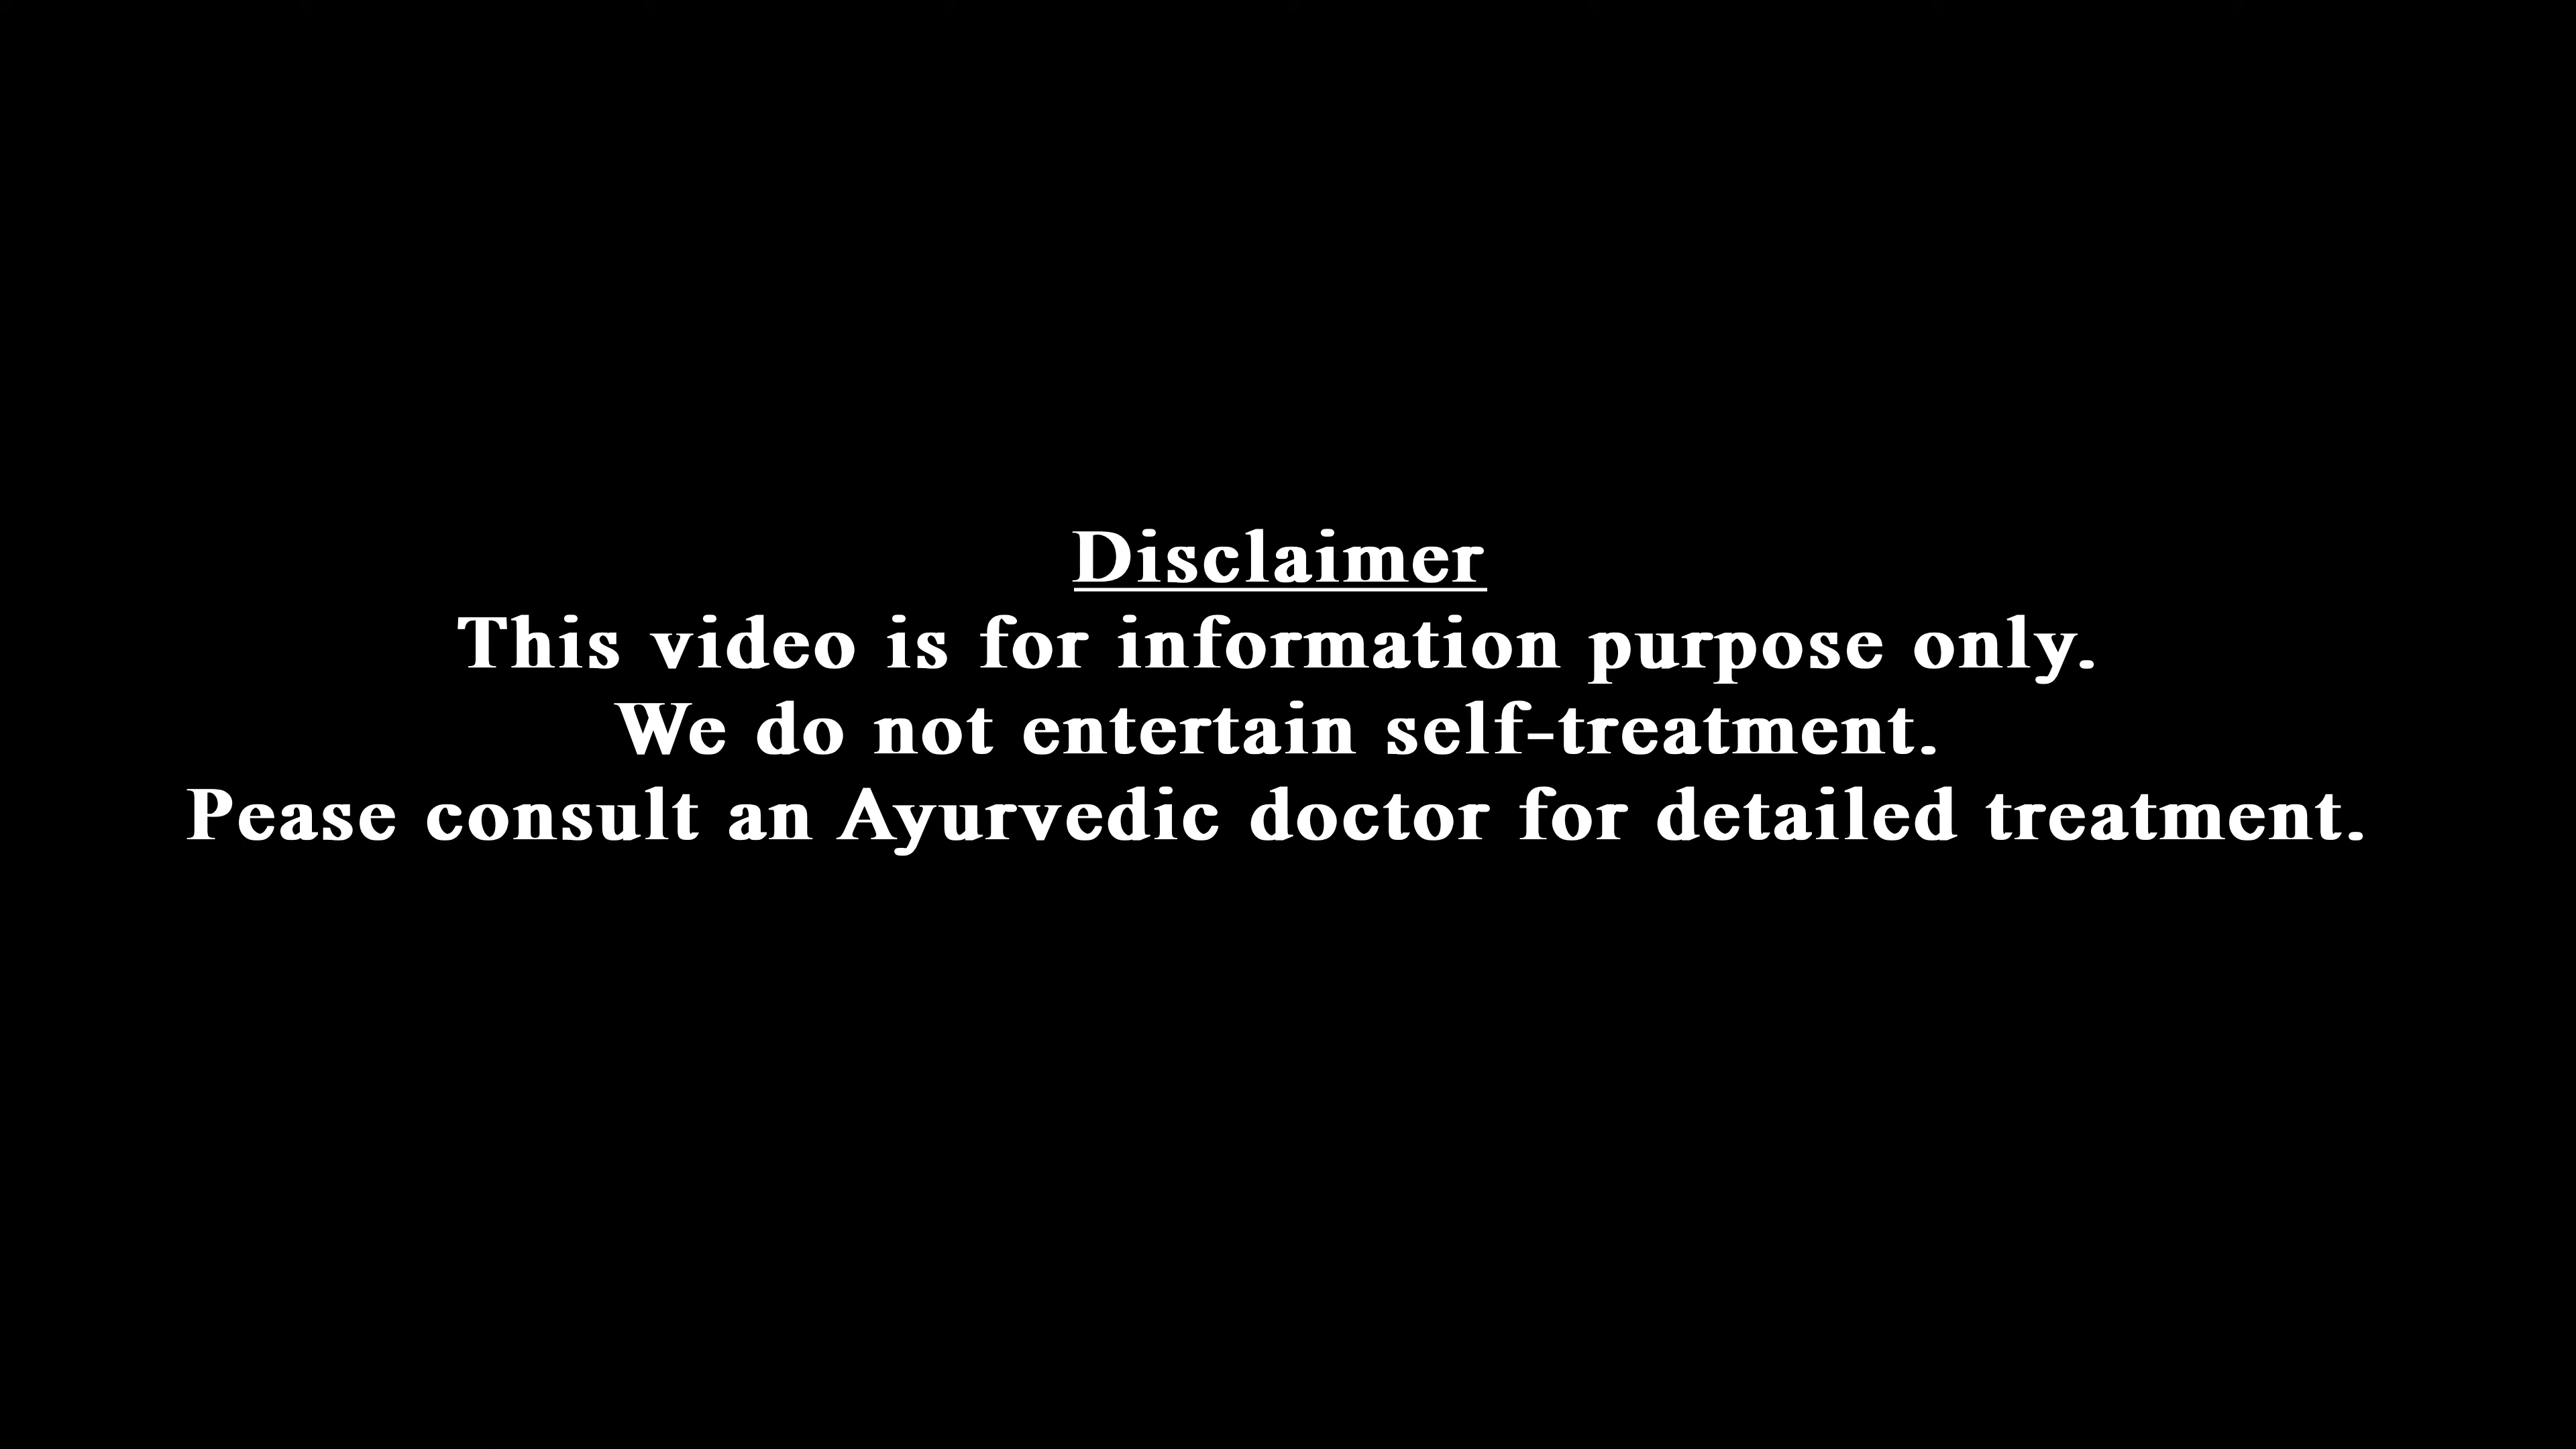 Disclaimer
This video is for information purpose only.
We do not entertain self-treatment.
Pease consult an Ayurvedic doctor for detailed treatment.